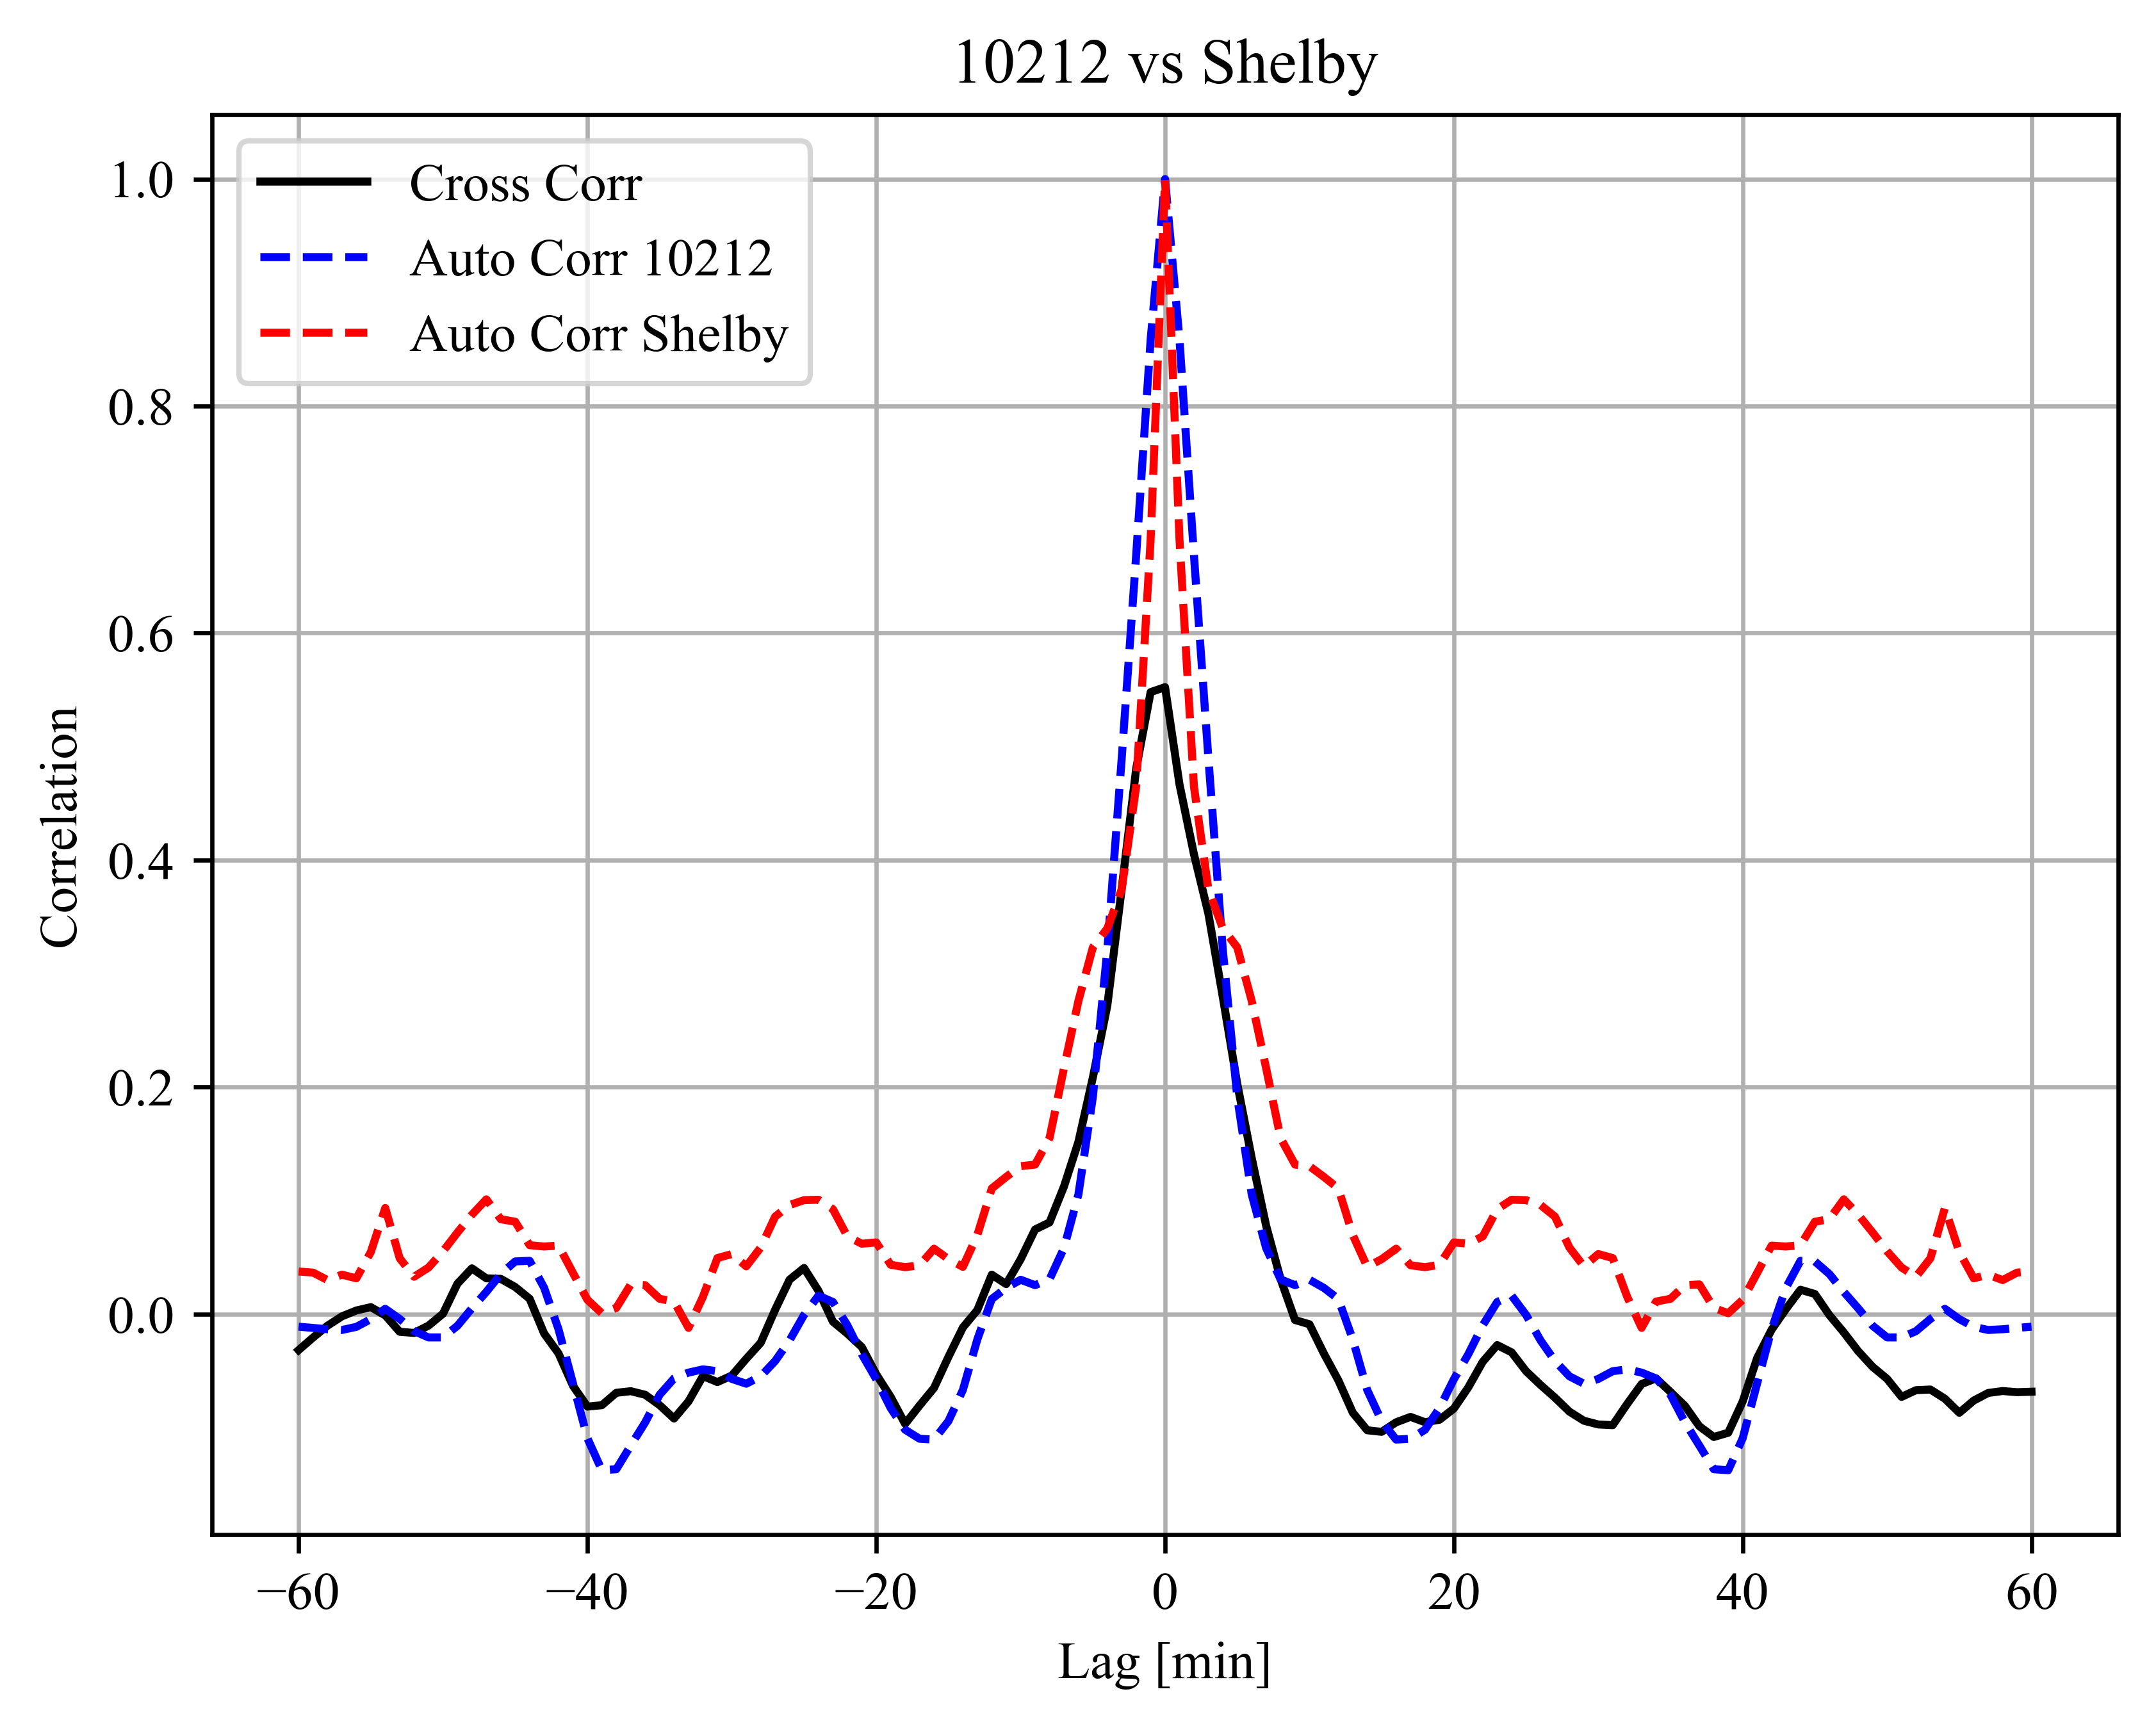 10212 vs Shelby
Cross Corr
Auto Corr 10212
Auto Corr Shelby
1.0
0.8
0.6
0.4
0.2
0.0
Correlation
−60 −40 −20 0 20 40 60
Lag [min]